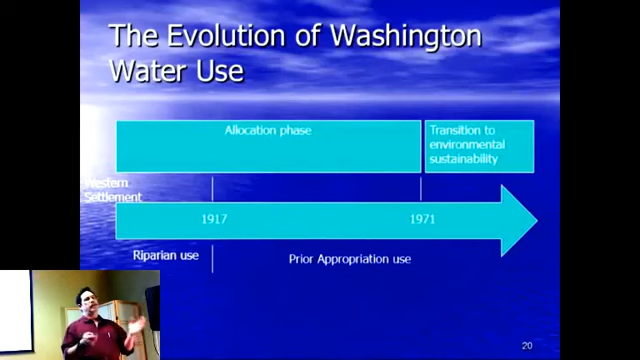 The Evolution of Washington
Water Use
Allocation phase
Transition to
environmental
sustainability
Western
Settlement
1917
1971
Riparian use
Prior Appropriation use
20